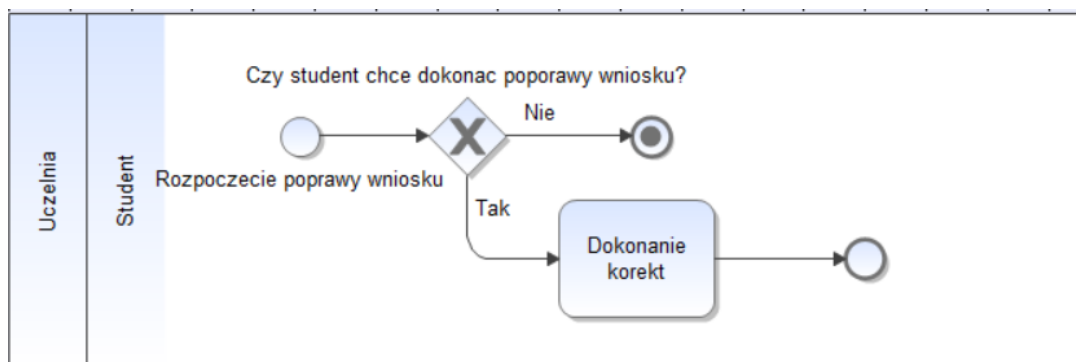 Uczelnia
Student
Czy student chce dokonac poporawy wniosku?
Nie
Rozpoczecie poprawy wniosku
Tak
Dokonanie
korekt